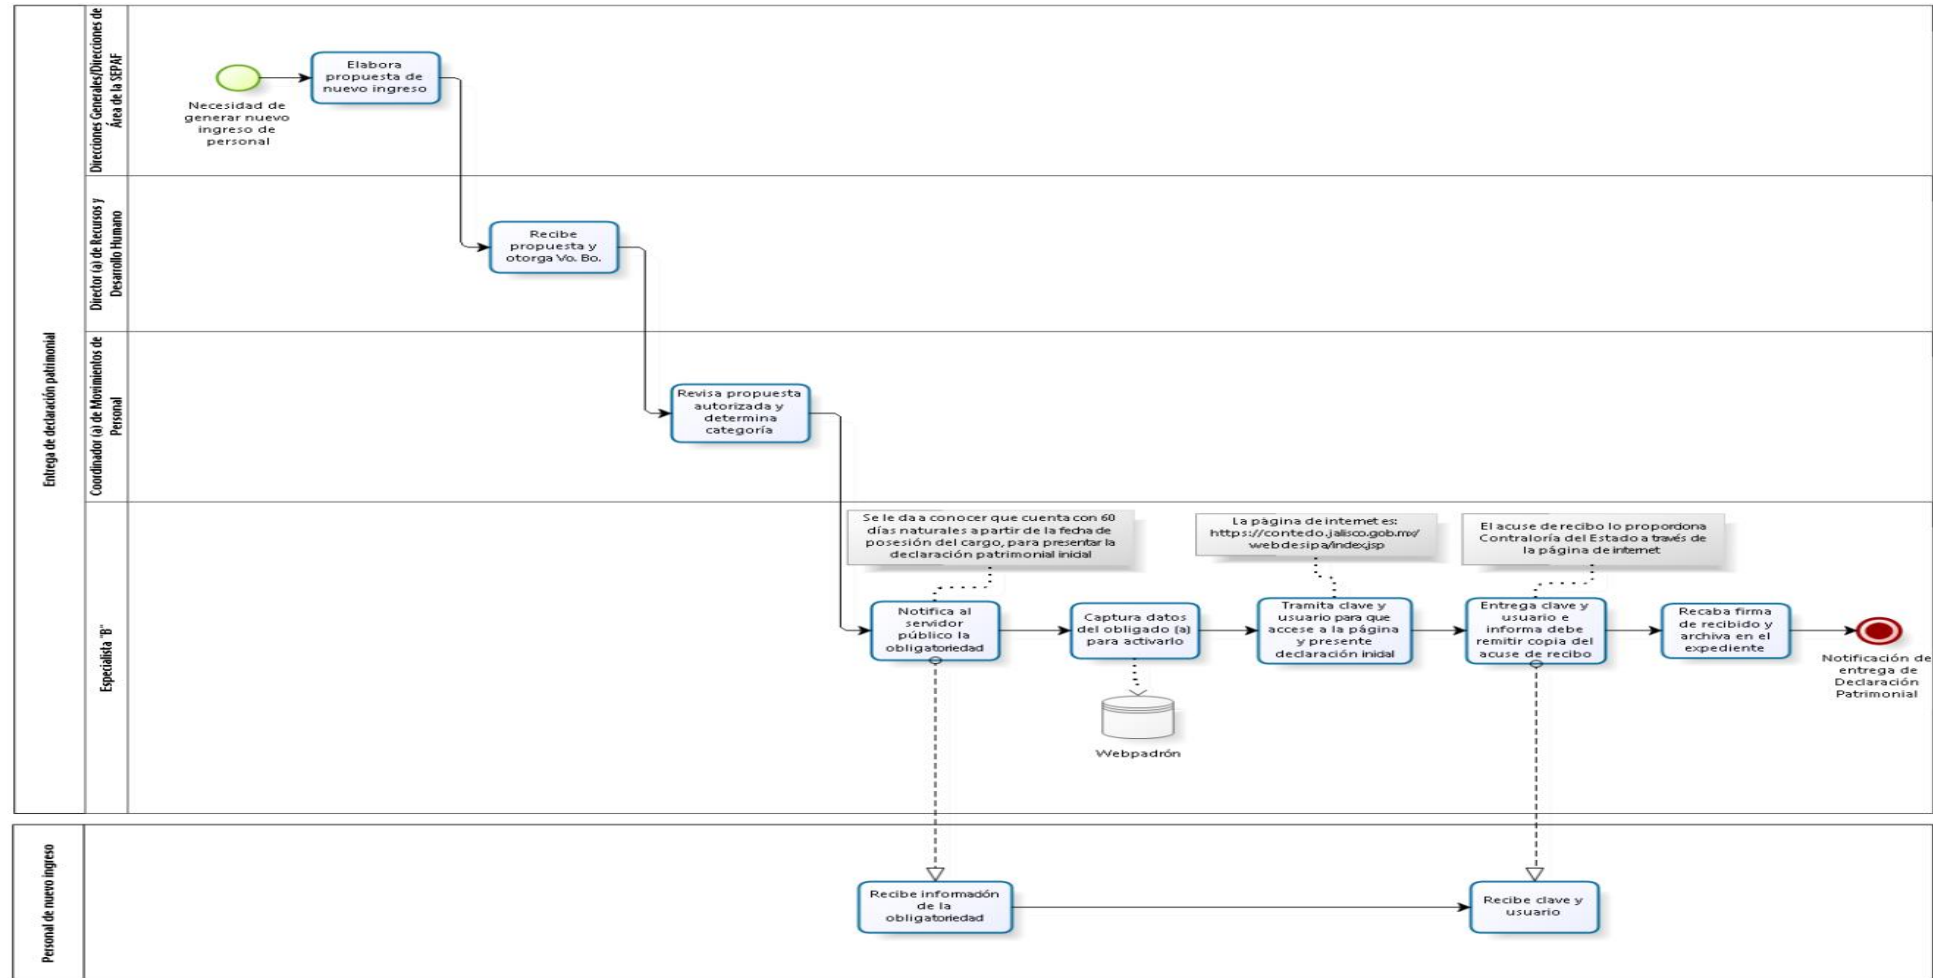 Entrega de declaración patrimonial
Direcciones Generales/Direcciones de
Área de la SEPAF
Necesidad de
generar nuevo
ingreso de
personal
Elabora
propuesta de
nuevo ingreso
Director (a) de Recursos y
Desarrollo Humano
Recibe
propuesta y
otorga Vo. Bo.
Coordinador (a) de Movimientos de
Personal
Revisa propuesta
autorizada y
determina
categoría
Especialista "B"
Se le da a conocer que cuenta con 60
días naturales a partir de la fecha de
posesión del cargo, para presentar la
declaración patrimonial inicial
La página de internet es:
https://contedo.jalisco.gob.mx/
webdesipa/index.jsp
El acuse de recibo lo proporciona
Contraloría del Estado a través de
la página de internet
Notifica al
servidor
público la
obligatoriedad
Captura datos
del obligado (a)
para activarlo
Tramita clave y
usuario para que
accese a la página
y presente
declaración inicial
Entrega clave y
usuario e
informa debe
remitir copia del
acuse de recibo
Recaba firma
de recibido y
archiva en el
expediente
Notificación de
entrega de
Declaración
Patrimonial
Webpadrón
Personal de nuevo ingreso
Recibe información
de la
obligatoriedad
Recibe clave y
usuario